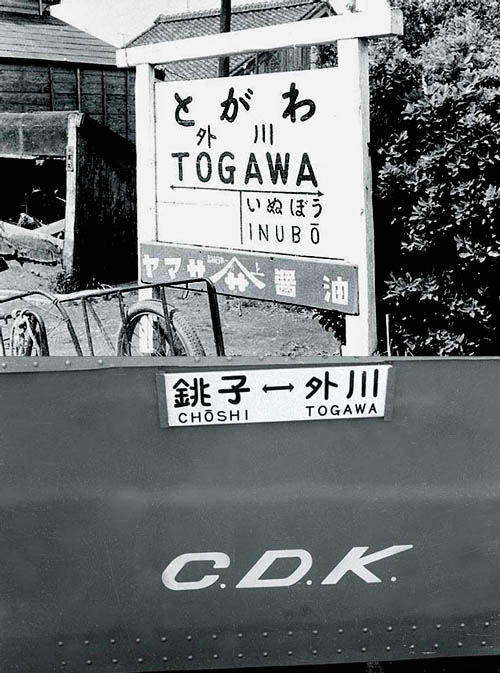 とがわ
外川
TOGAWA
いぬぼう
INUBŌ
ヤマサ サ 醤油
銚子 ↔ 外川
CHŌSHI TOGAWA
C.D.K.